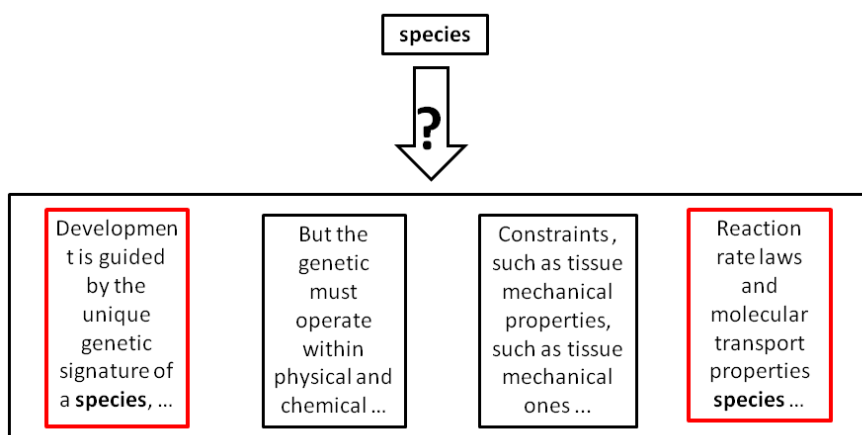 species
?
Developmen
t is guided
by the
unique
genetic
signature of
a species, ...
But the
genetic
must
operate
within
physical and
chemical ...
Constraints ,
such as tissue
mechanical
properties,
such as tissue
mechanical
ones ...
Reaction
rate laws
and
molecular
transport
properties
species ...